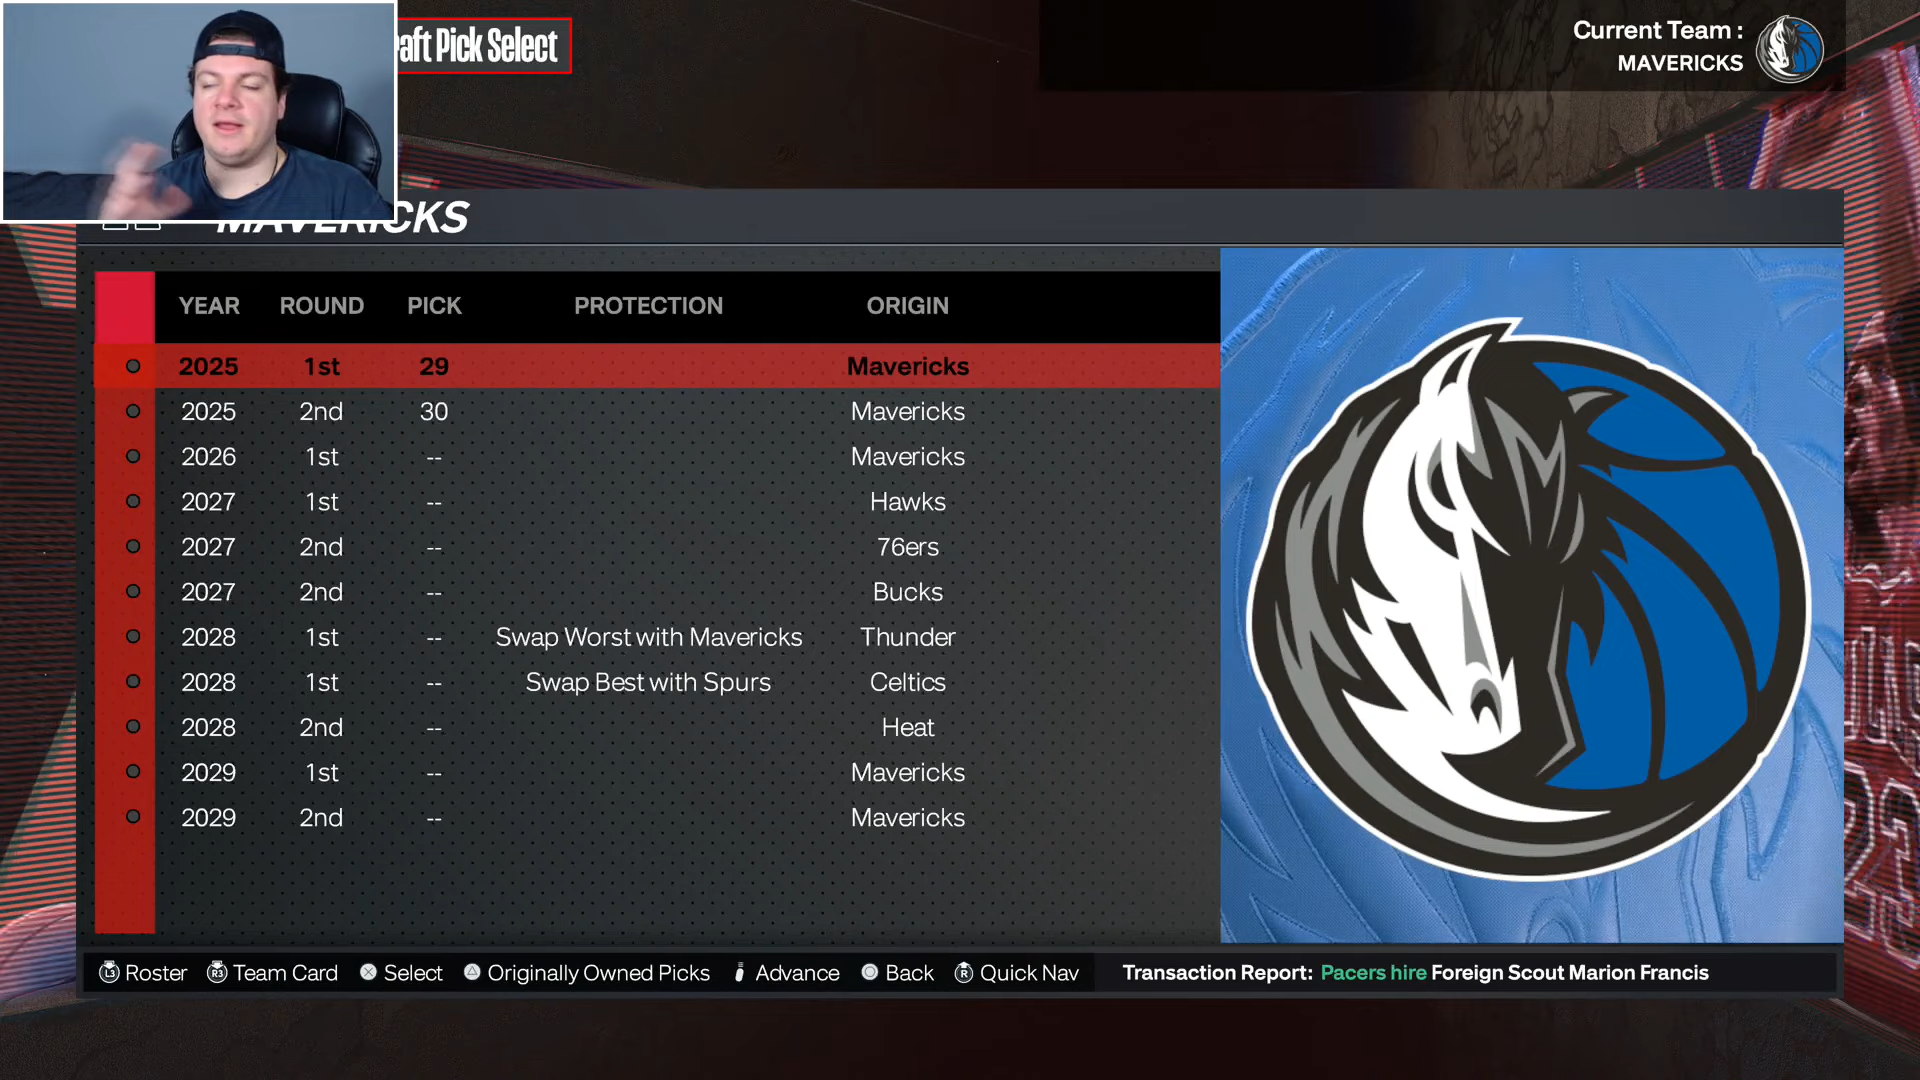 aft Pick Select
Current Team :
MAVERICKS
MAVERICKS
YEAR ROUND PICK PROTECTION ORIGIN
2025 1st 29 Mavericks
2025 2nd 30 Mavericks
2026 1st -- Mavericks
2027 1st -- Hawks
2027 2nd -- 76ers
2027 2nd -- Bucks
2028 1st -- Swap Worst with Mavericks Thunder
2028 1st -- Swap Best with Spurs Celtics
2028 2nd -- Heat
2029 1st -- Mavericks
2029 2nd -- Mavericks
L3 Roster R3 Team Card Select Originally Owned Picks Advance Back R Quick Nav Transaction Report: Pacers hire Foreign Scout Marion Francis